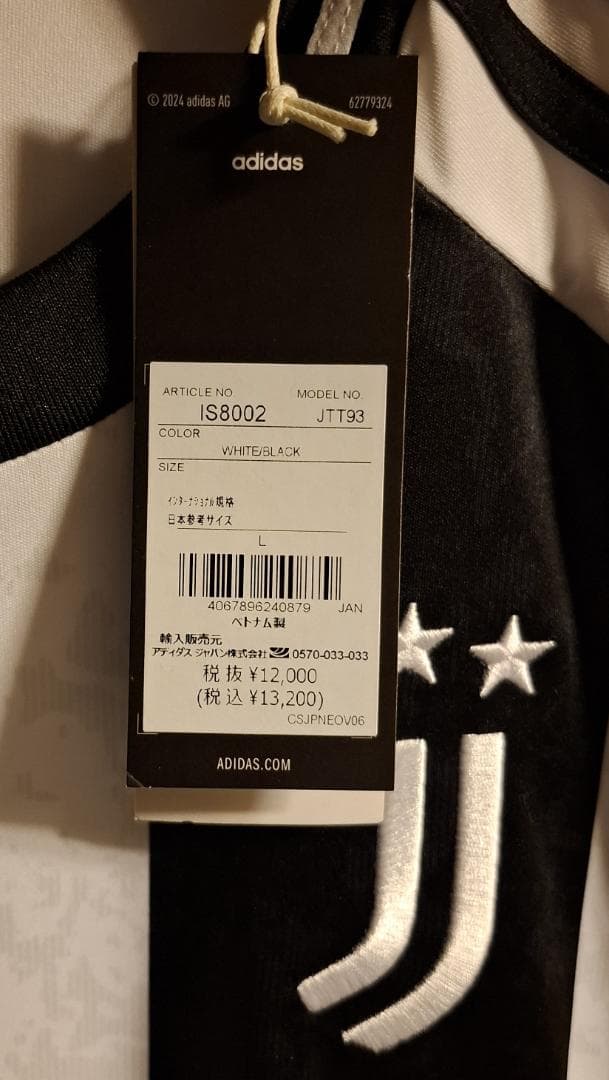 © 2024 adidas AG
62779324
adidas
ARTICLE NO. MODEL NO.
IS8002 JTT93
COLOR
WHITE/BLACK
SIZE
インターナショナル規格
日本参考サイズ
L
4067896240879 JAN
ベトナム製
輸入販売元
アディダス ジャパン株式会社 0570-033-033
税抜 ¥12,000
(税込 ¥13,200)
CSJPNEOV06
ADIDAS.COM